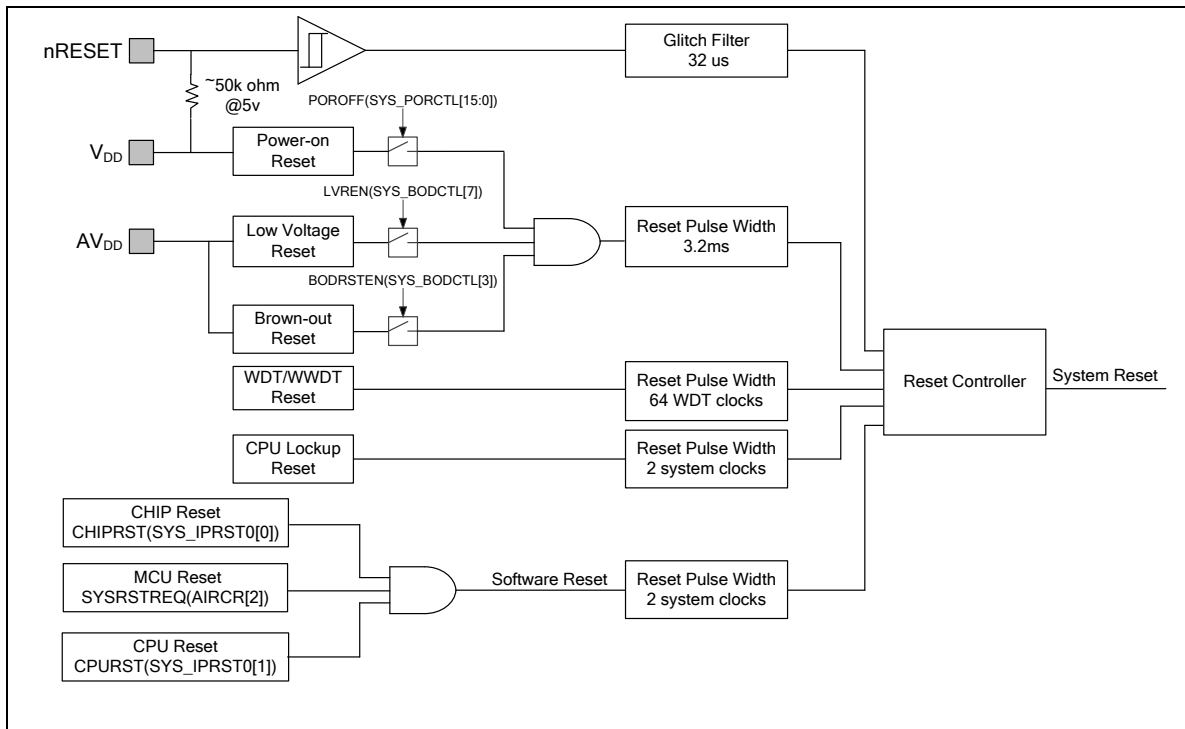 nRESET
Glitch Filter
32 us
~50k ohm
@5v
POROFF(SYS_PORCTL[15:0])
VDD
Power-on
Reset
LVREN(SYS_BODCTL[7])
AVDD
Low Voltage
Reset
Reset Pulse Width
3.2ms
BODRSTEN(SYS_BODCTL[3])
Brown-out
Reset
WDT/WWDT
Reset
Reset Pulse Width
64 WDT clocks
Reset Controller
System Reset
CPU Lockup
Reset
Reset Pulse Width
2 system clocks
CHIP Reset
CHIPRST(SYS_IPRST0[0])
MCU Reset
SYSRSTREQ(AIRCR[2])
Software Reset
Reset Pulse Width
2 system clocks
CPU Reset
CPURST(SYS_IPRST0[1])